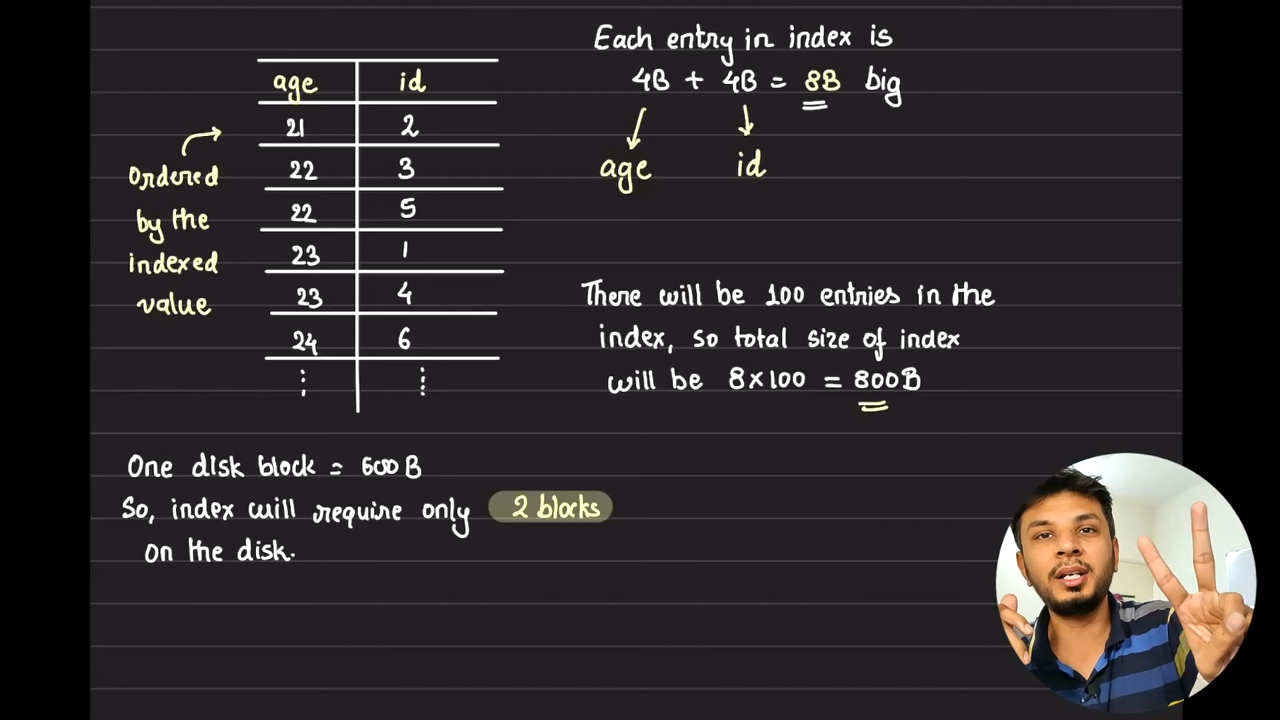 Each entry in index is
4B + 4B = 8B big
age id
age id
21 2
22 3
22 5
23 1
23 4
24 6
⋮ ⋮
Ordered
by the
indexed
value
There will be 100 entries in the
index, so total size of index
will be 8×100 = 800B
One disk block = 600B
So, index will require only 2 blocks
on the disk.